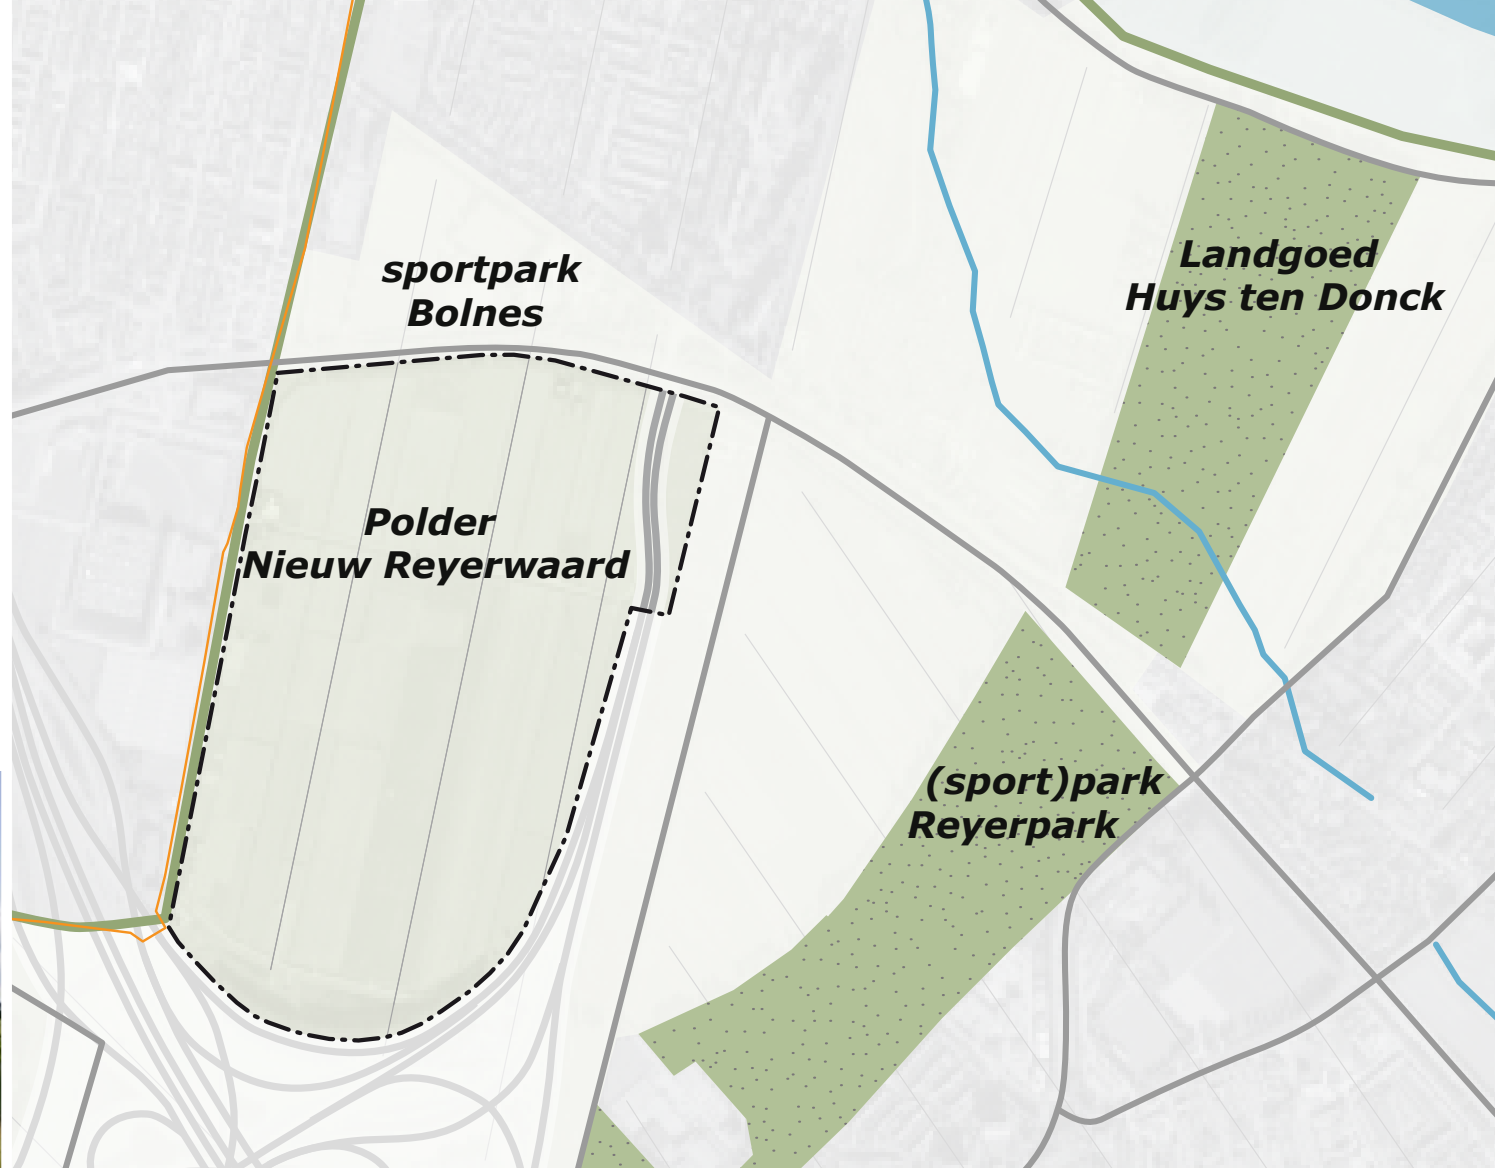 sportpark
Bolnes
Landgoed
Huys ten Donck
Polder
Nieuw Reyerwaard
(sport)park
Reyerpark